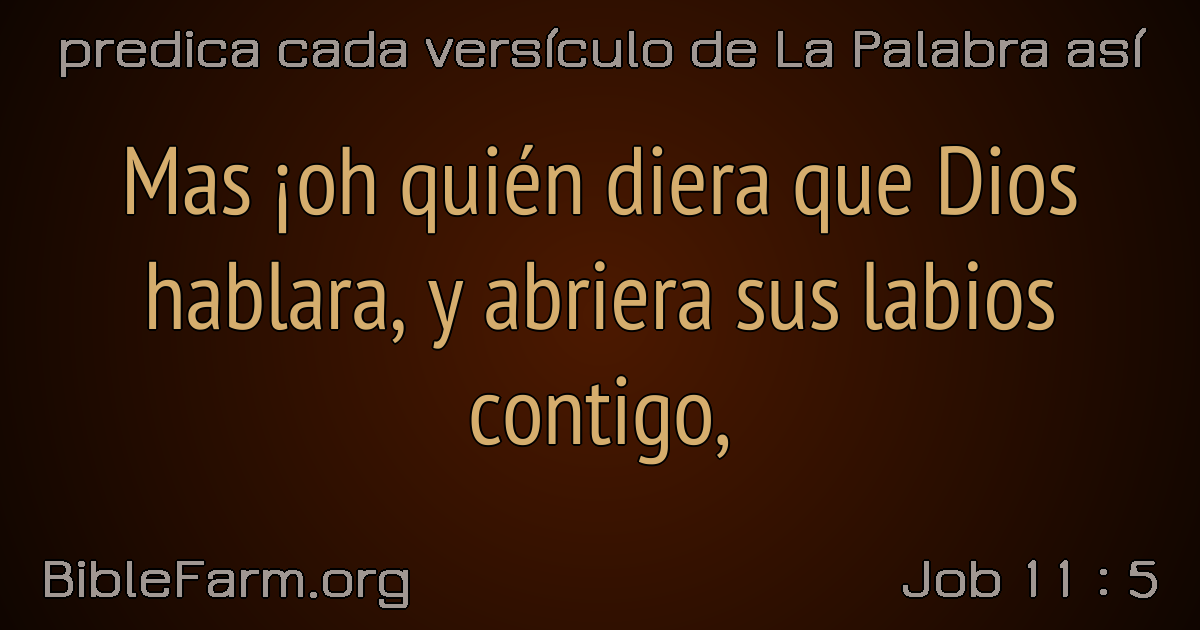 predica cada versículo de La Palabra así
Mas ¡oh quién diera que Dios
hablara, y abriera sus labios
contigo,
BibleFarm.org
Job 11 : 5